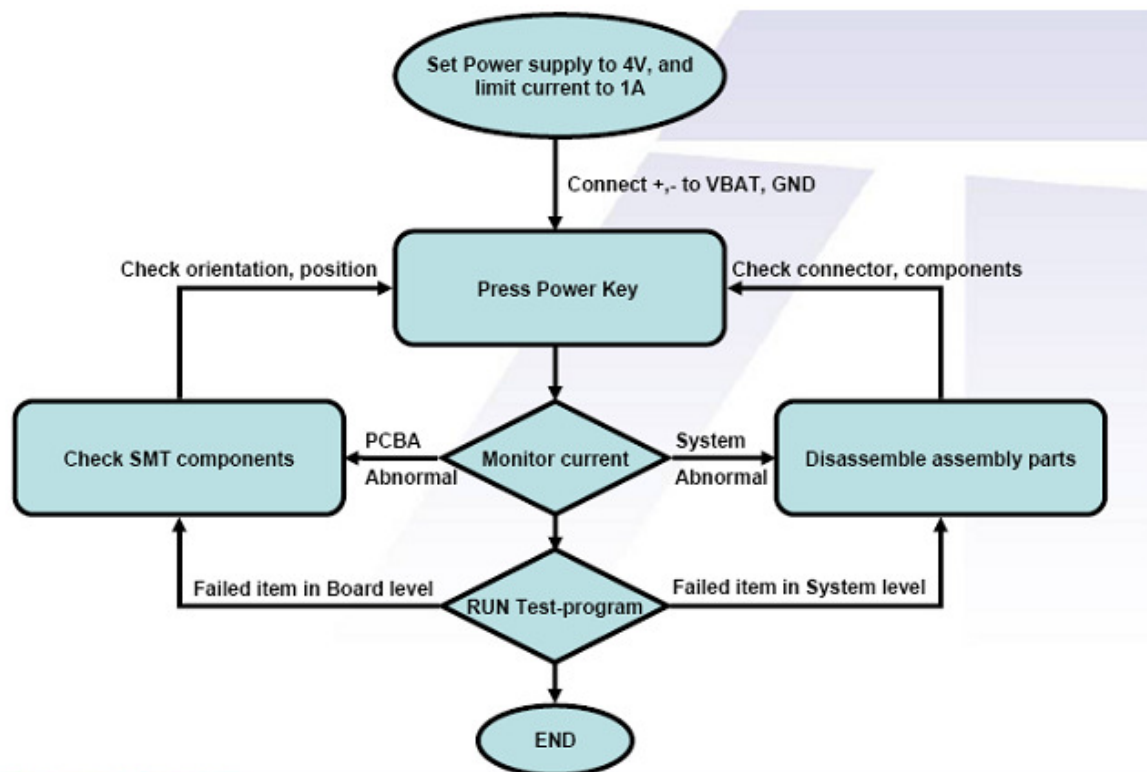 Set Power supply to 4V, and
limit current to 1A
Connect +,- to VBAT, GND
Check orientation, position
Press Power Key
Check connector, components
Check SMT components
PCBA
Abnormal
Monitor current
System
Abnormal
Disassemble assembly parts
Failed item in Board level
RUN Test-program
Failed item in System level
END